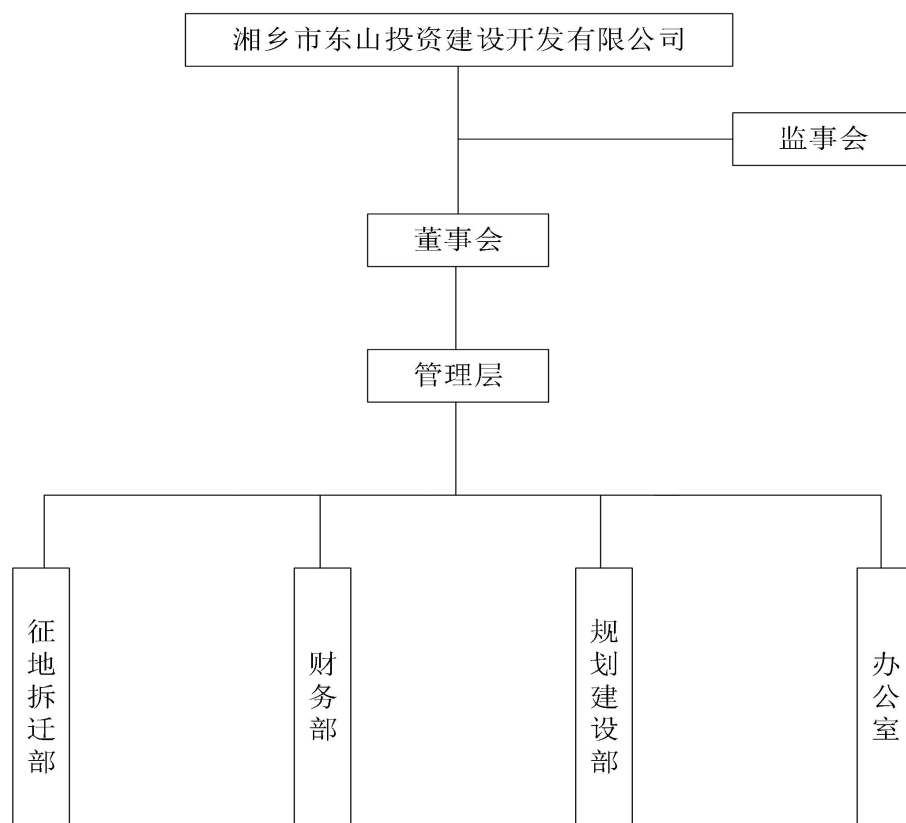 湘乡市东山投资建设开发有限公司
监事会
董事会
管理层
征地拆迁部
财务部
规划建设部
办公室